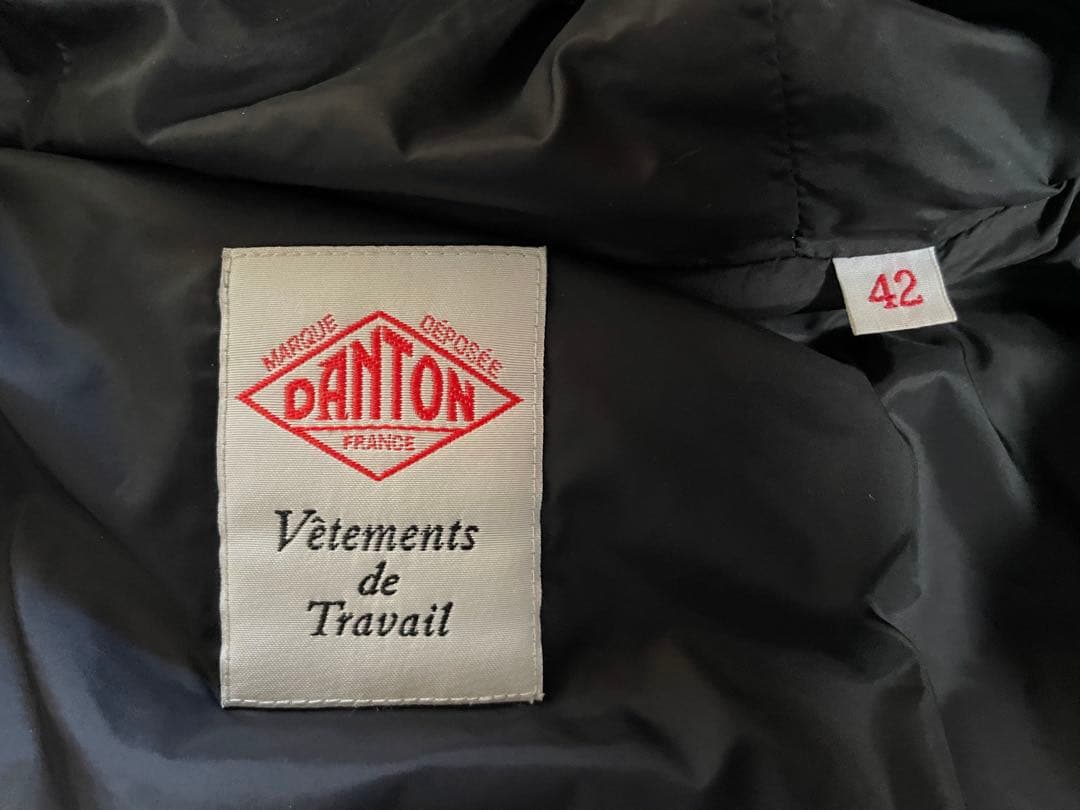 MARQUE DÉPOSÉE
DANTON
FRANCE
Vêtements
de
Travail
42